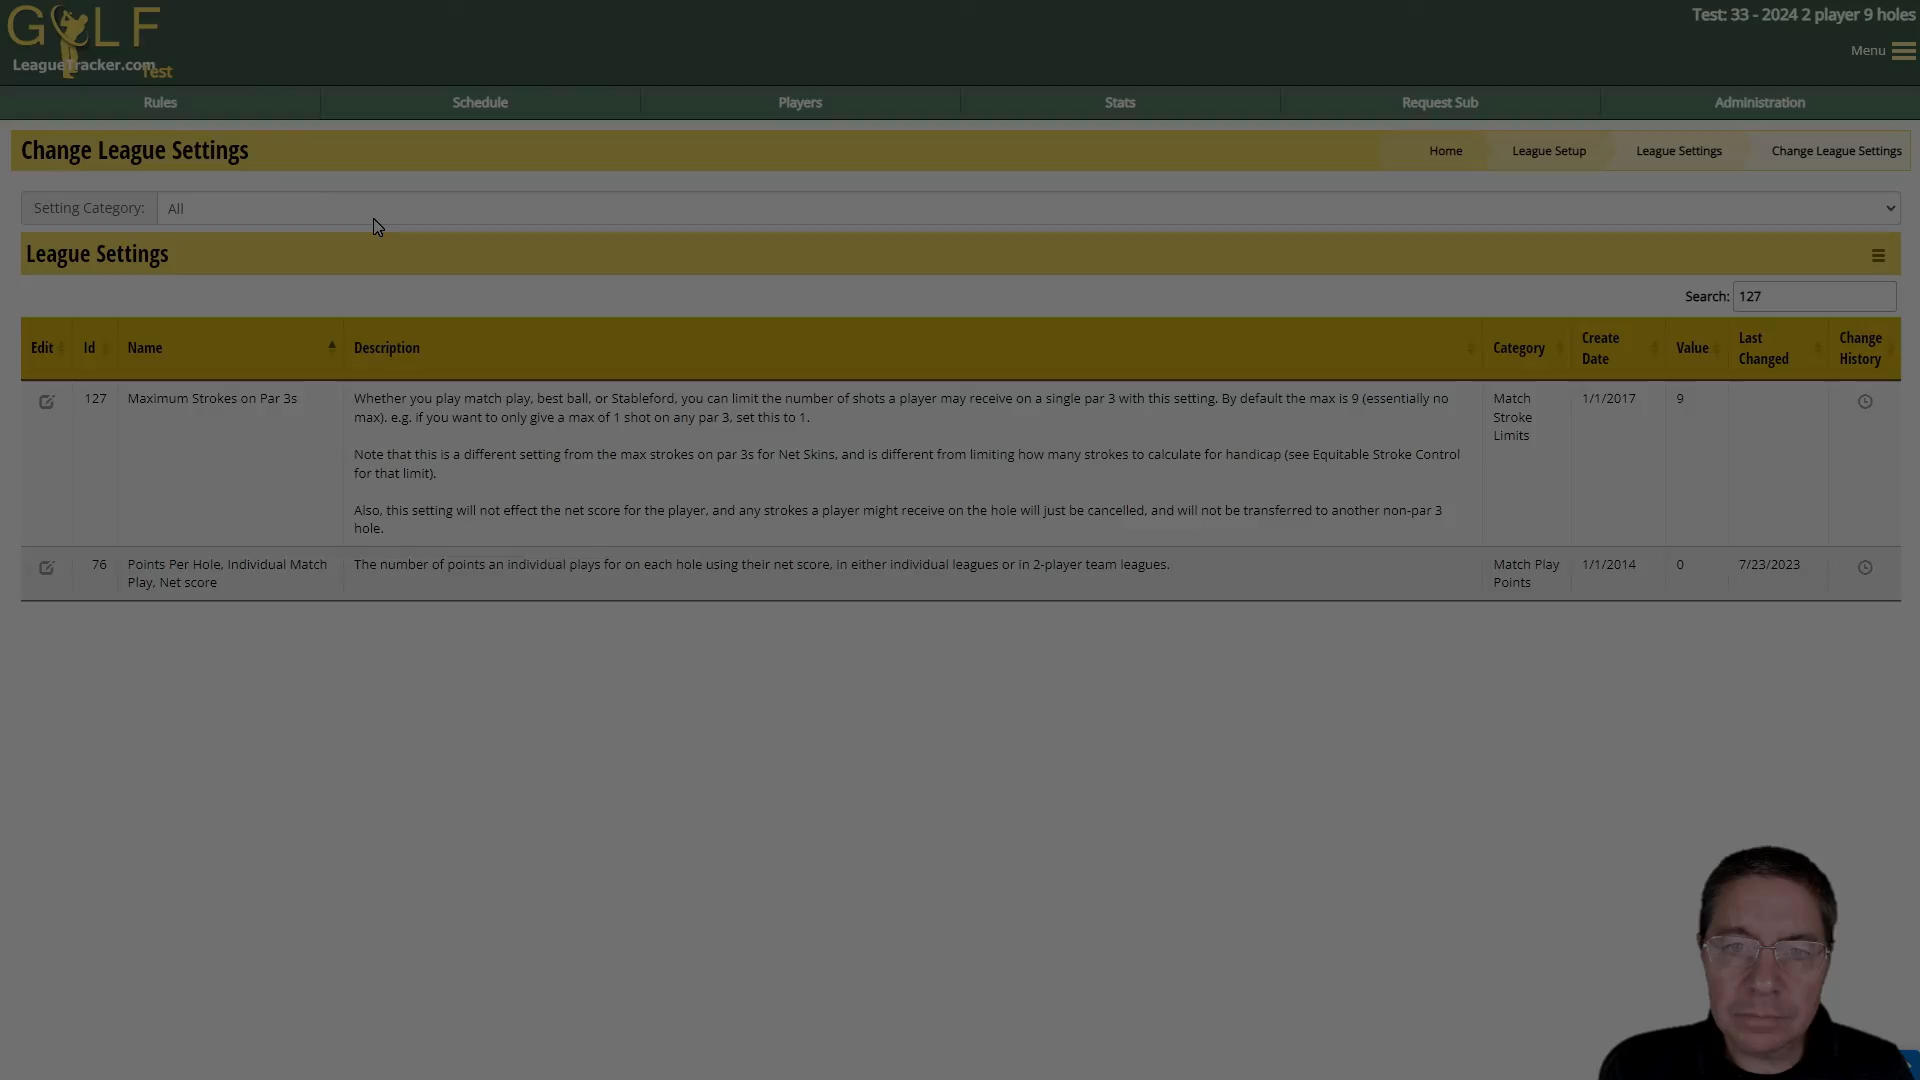 GOLF
LeagueTracker.com
Test
Test: 33 - 2024 2 player 9 holes
Menu
Rules
Schedule
Players
Stats
Request Sub
Administration
Change League Settings
Home
League Setup
League Settings
Change League Settings
Setting Category:
All
League Settings
Search: 127
Edit
Id
Name
Description
Category
Create
Date
Value
Last
Changed
Change
History
127
Maximum Strokes on Par 3s
Whether you play match play, best ball, or Stableford, you can limit the number of shots a player may receive on a single par 3 with this setting. By default the max is 9 (essentially no
max). e.g. if you want to only give a max of 1 shot on any par 3, set this to 1.
Note that this is a different setting from the max strokes on par 3s for Net Skins, and is different from limiting how many strokes to calculate for handicap (see Equitable Stroke Control
for that limit).
Also, this setting will not effect the net score for the player, and any strokes a player might receive on the hole will just be cancelled, and will not be transferred to another non-par 3
hole.
Match
Stroke
Limits
1/1/2017
9
76
Points Per Hole, Individual Match
Play, Net score
The number of points an individual plays for on each hole using their net score, in either individual leagues or in 2-player team leagues.
Match Play
Points
1/1/2014
0
7/23/2023